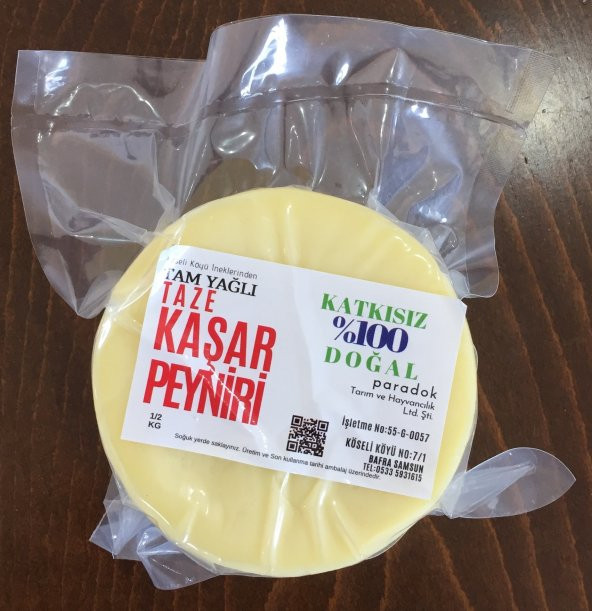 seli Köyü İneklerinden
TAM YAĞLI
TAZE
KAŞAR
PEYNİRİ
1/2
KG
KATKISIZ
%100
DOĞAL
paradok
Tarım ve Hayvancılık
Ltd. Şti.
İşletme No:55-G-0057
KÖSELİ KÖYÜ NO:7/1
BAFRA SAMSUN
TEL:0533 5931615
Soğuk yerde saklayınız. Üretim ve Son kullanma tarihi ambalaj üzerindedir.